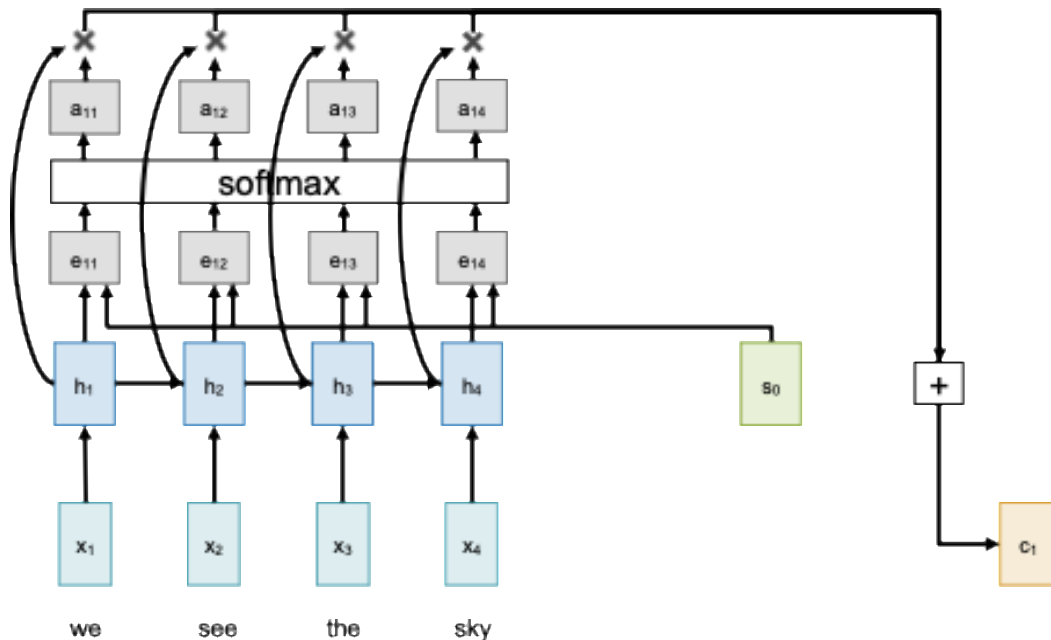 a₁₁ a₁₂ a₁₃ a₁₄
softmax
e₁₁ e₁₂ e₁₃ e₁₄
h₁ h₂ h₃ h₄ s₀ +
x₁ x₂ x₃ x₄ c₁
we see the sky